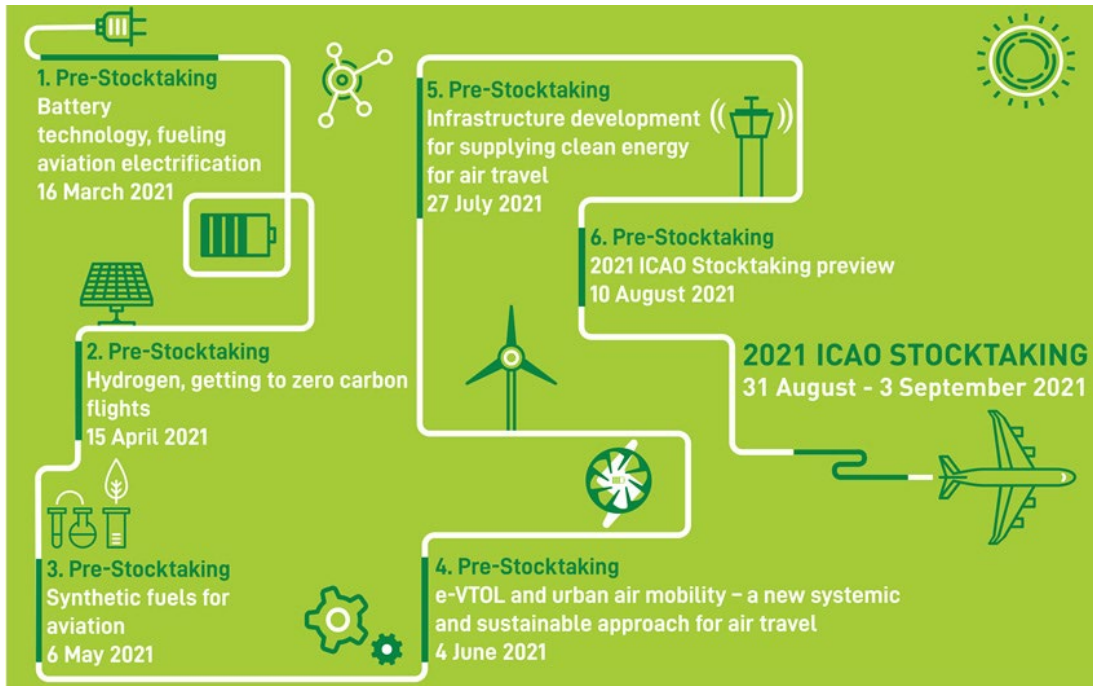 1. Pre-Stocktaking
Battery
technology, fueling
aviation electrification
16 March 2021
2. Pre-Stocktaking
Hydrogen, getting to zero carbon
flights
15 April 2021
3. Pre-Stocktaking
Synthetic fuels for
aviation
6 May 2021
4. Pre-Stocktaking
e-VTOL and urban air mobility – a new systemic
and sustainable approach for air travel
4 June 2021
5. Pre-Stocktaking
Infrastructure development
for supplying clean energy
for air travel
27 July 2021
6. Pre-Stocktaking
2021 ICAO Stocktaking preview
10 August 2021
2021 ICAO STOCKTAKING
31 August - 3 September 2021